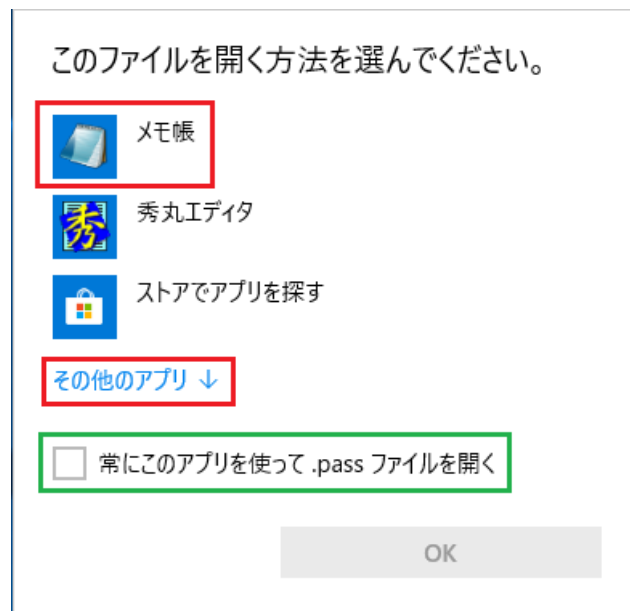 このファイルを開く方法を選んでください。
メモ帳
秀
秀丸エディタ
ストアでアプリを探す
その他のアプリ ↓
常にこのアプリを使って .pass ファイルを開く
OK